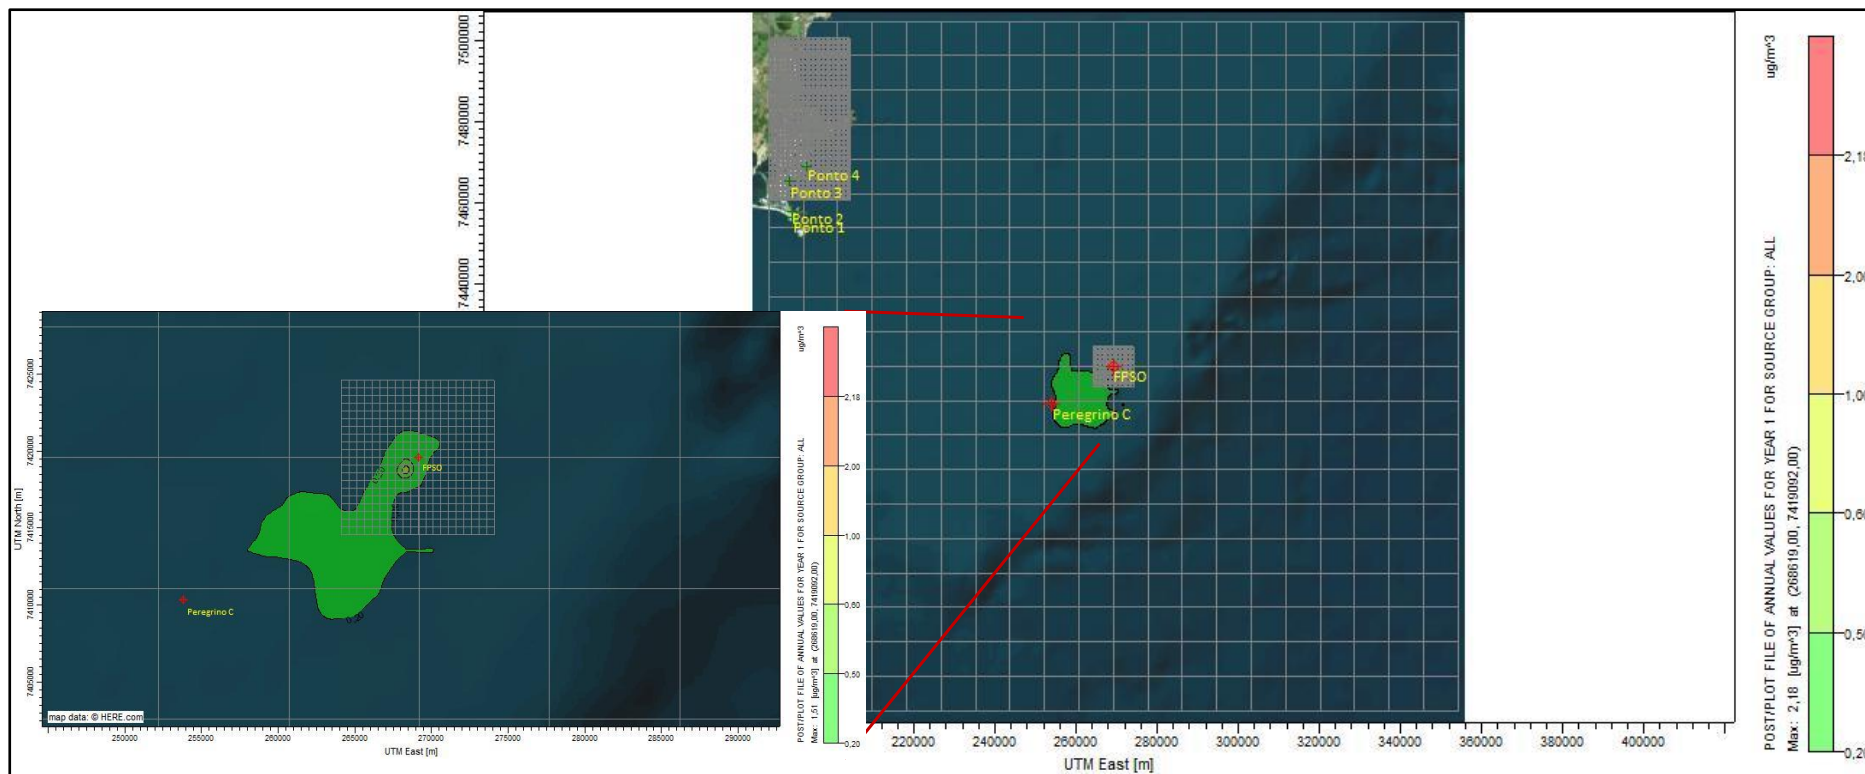 7500000
7480000
7460000
7440000
Ponto 4
Ponto 3
Ponto 2
Ponto 1
FPSO
Peregrino C
220000 240000 260000 280000 300000 320000 340000 360000 380000 400000
UTM East [m]
ug/m^3
POST/PLOT FILE OF ANNUAL VALUES FOR YEAR 1 FOR SOURCE GROUP: ALL
Max: 2,18 [ug/m^3] at (268619,00, 7419092,00)
2,18
2,00
1,00
0,60
0,50
0,20
UTM North [m]
7425000
7420000
7415000
7410000
7405000
FPSO
Peregrino C
0,20
map data: © HERE.com
250000 255000 260000 265000 270000 275000 280000 285000 290000
UTM East [m]
ug/m^3
POST/PLOT FILE OF ANNUAL VALUES FOR YEAR 1 FOR SOURCE GROUP: ALL
Max: 1,51 [ug/m^3] at (268619,00, 7419092,00)
2,18
2,00
1,00
0,60
0,50
0,20